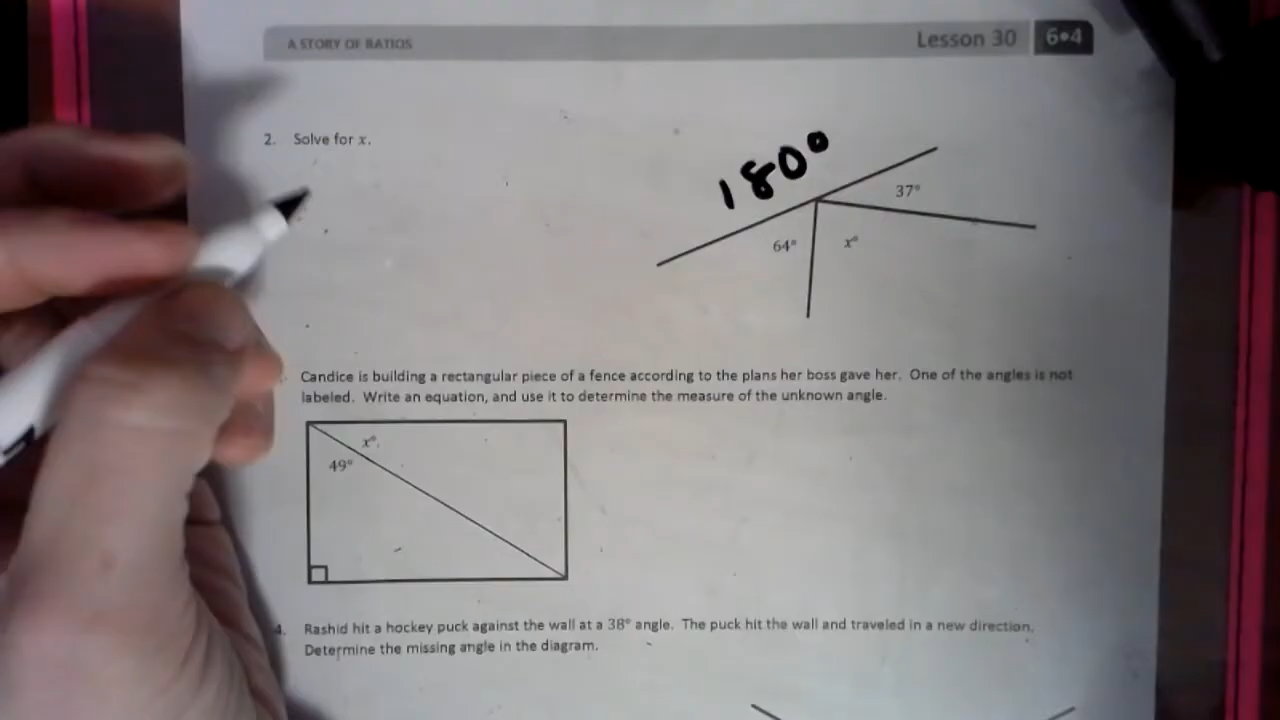 A STORY OF RATIOS
Lesson 30
6•4
2. Solve for x.
180°
37°
64°
x°
Candice is building a rectangular piece of a fence according to the plans her boss gave her. One of the angles is not
labeled. Write an equation, and use it to determine the measure of the unknown angle.
x°
49°
4. Rashid hit a hockey puck against the wall at a 38° angle. The puck hit the wall and traveled in a new direction.
Determine the missing angle in the diagram.